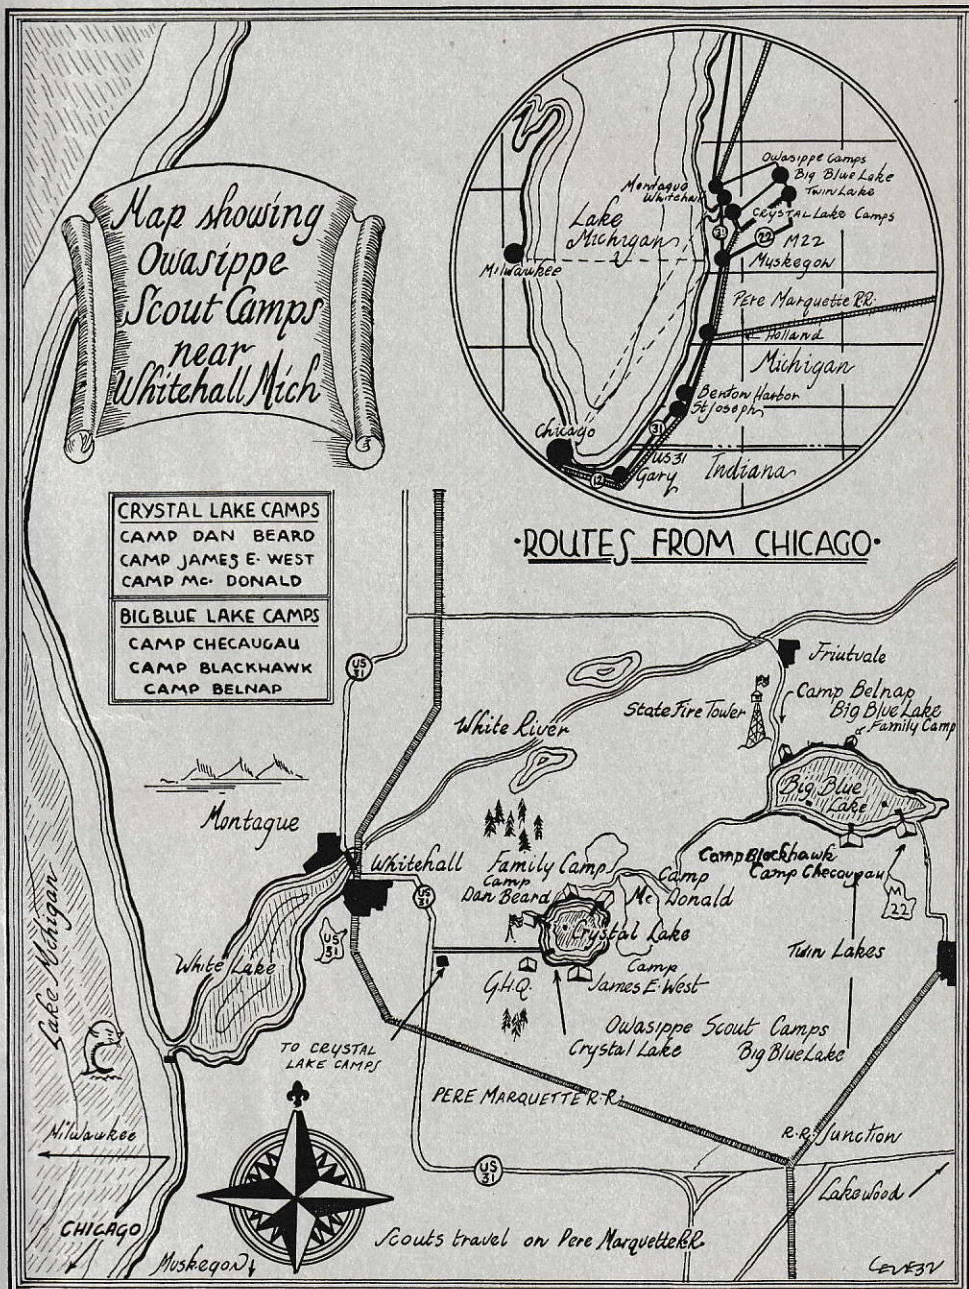 Map showing
Owasippe
Scout Camps
near
Whitehall Mich
Owasippe Camps
Big Blue Lake
Twin Lake
Montague
Whitehall
Crystal Lake Camps
Lake
Michigan
31
22
M22
Milwaukee
Muskegon
Pere Marquette R.R.
Holland
Michigan
Benton Harbor
St Joseph
Chicago
31
US31
12
Gary
Indiana
·ROUTES FROM CHICAGO·
CRYSTAL LAKE CAMPS
CAMP DAN BEARD
CAMP JAMES E. WEST
CAMP Mc. DONALD
BIG BLUE LAKE CAMPS
CAMP CHECAUGAU
CAMP BLACKHAWK
CAMP BELNAP
US
31
Friutvale
State Fire Tower
Camp Belnap
Big Blue Lake
& Family Camp
White River
Big Blue
Lake
Montague
Whitehall
US
31
Family Camp
Camp
Dan Beard
Camp
Mc Donald
Camp Blackhawk
Camp Checaugau
M
22
Crystal Lake
White Lake
US
31
Twin Lakes
G.H.Q.
Camp
James E. West
Lake Mchigan
Owasippe Scout Camps
Crystal Lake
Big Blue Lake
TO CRYSTAL
LAKE CAMPS
PERE MARQUETTE R.R.
R.R. Junction
Milwaukee
US
31
Lakewood
CHICAGO
Scouts travel on Pere Marquette R.R.
Muskegon